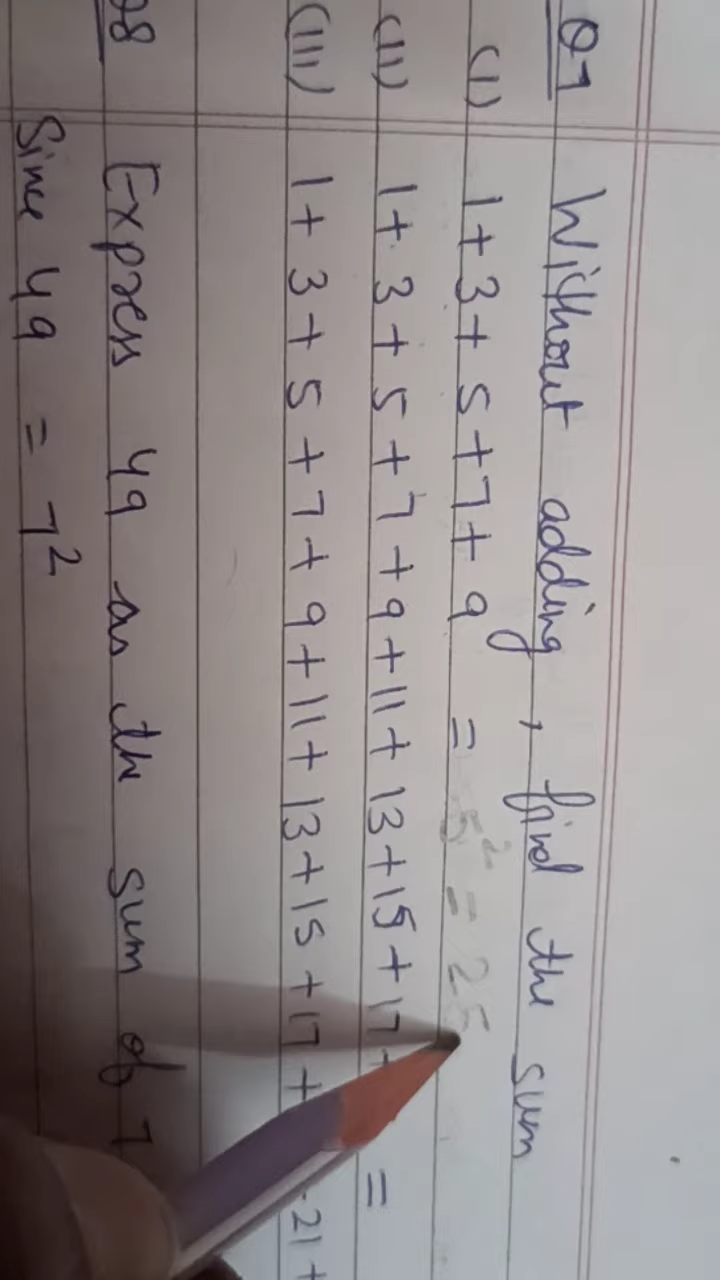 Q7 Without adding, find the sum
(I) 1+3+5+7+9 = 5² = 25
(II) 1+3+5+7+9+11+13+15+17+ =
(III) 1+3+5+7+9+11+13+15+17+ 21+
Q8 Express 49 as the sum of 7
Since 49 = 7²